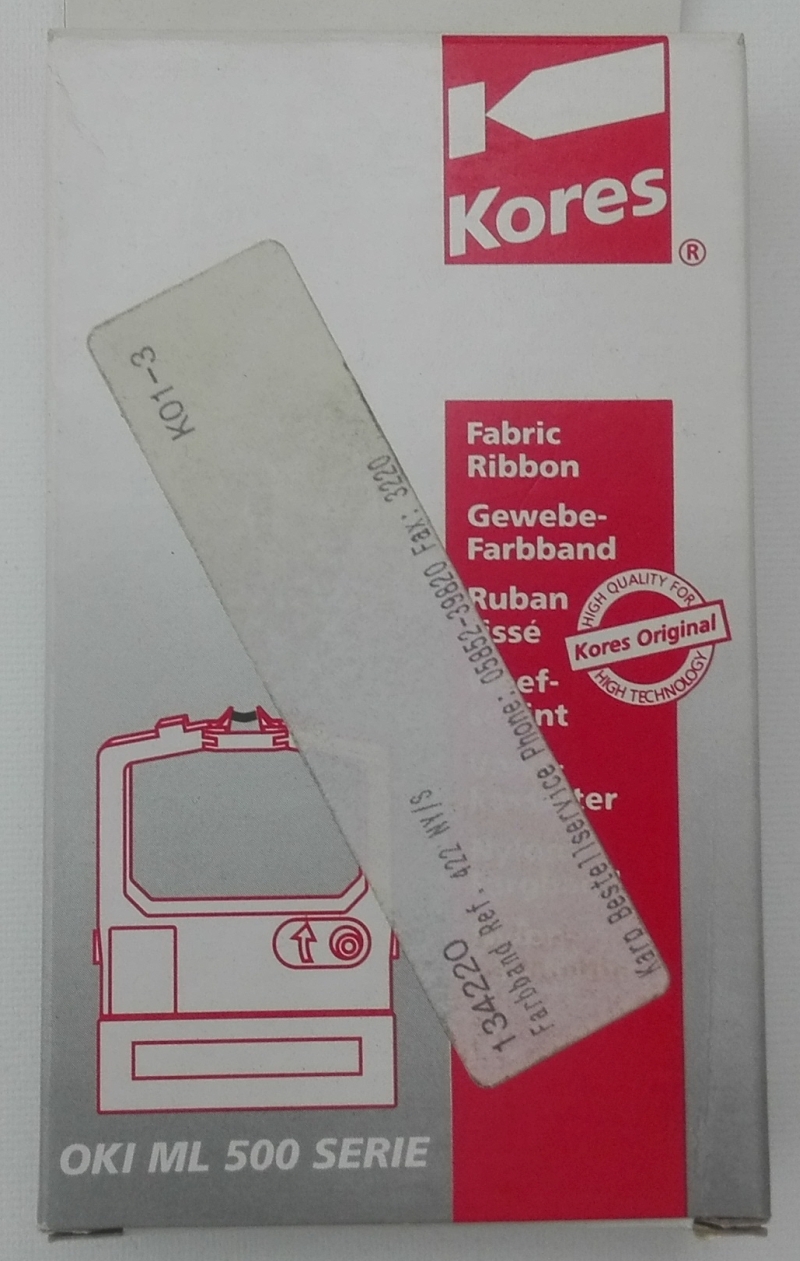 Kores
®
Fabric
Ribbon
Gewebe-
Farbband
Ruban
HIGH QUALITY FOR
Kores Original
HIGH TECHNOLOGY
K01-3
134220
Farbband Ref. 422 NY/S
Karp Bestellservice Phone: 05852-39820 Fax: 3220
OKI ML 500 SERIE